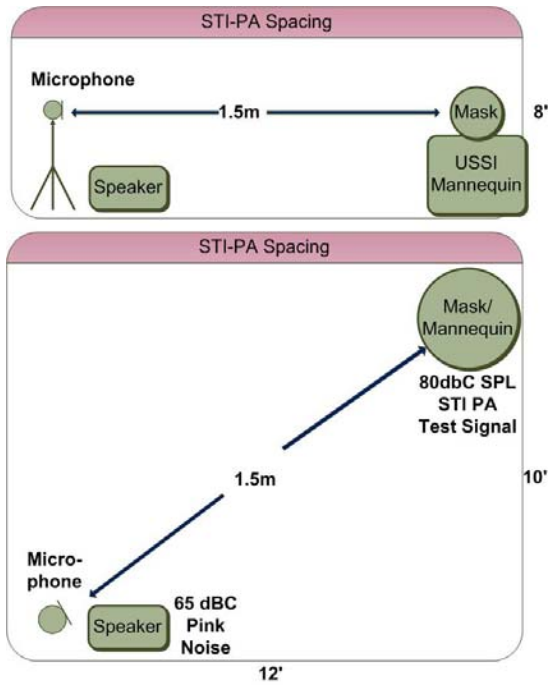 STI-PA Spacing
Microphone
1.5m
Mask
8'
Speaker
USSI
Mannequin
STI-PA Spacing
Mask/
Mannequin
80dbC SPL
STI PA
Test Signal
1.5m
10'
Micro-
phone
Speaker
65 dBC
Pink
Noise
12'